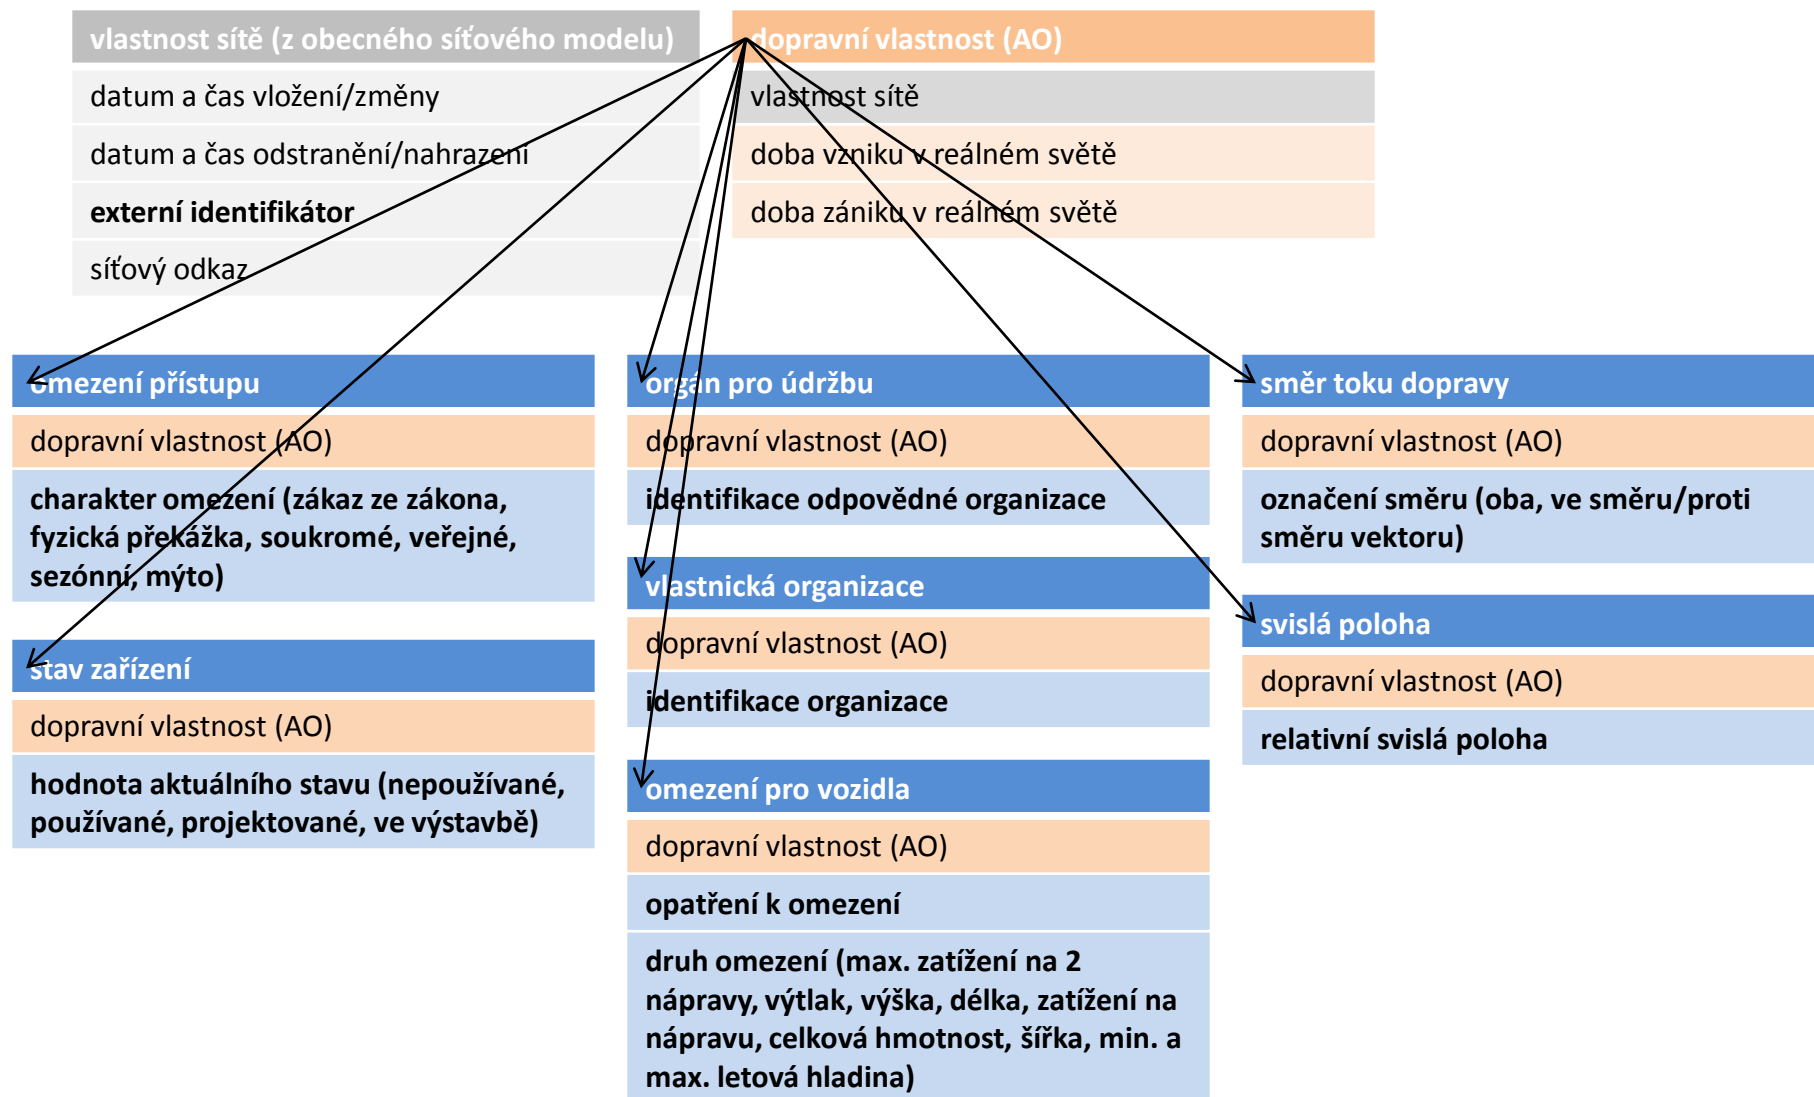 vlastnost sítě (z obecného síťového modelu)
datum a čas vložení/změny
datum a čas odstranění/nahrazení
externí identifikátor
síťový odkaz
dopravní vlastnost (AO)
vlastnost sítě
doba vzniku v reálném světě
doba zániku v reálném světě
omezení přístupu
dopravní vlastnost (AO)
charakter omezení (zákaz ze zákona,
fyzická překážka, soukromé, veřejné,
sezónní, mýto)
stav zařízení
dopravní vlastnost (AO)
hodnota aktuálního stavu (nepoužívané,
používané, projektované, ve výstavbě)
orgán pro údržbu
dopravní vlastnost (AO)
identifikace odpovědné organizace
vlastnická organizace
dopravní vlastnost (AO)
identifikace organizace
omezení pro vozidla
dopravní vlastnost (AO)
opatření k omezení
druh omezení (max. zatížení na 2
nápravy, výtlak, výška, délka, zatížení na
nápravu, celková hmotnost, šířka, min. a
max. letová hladina)
směr toku dopravy
dopravní vlastnost (AO)
označení směru (oba, ve směru/proti
směru vektoru)
svislá poloha
dopravní vlastnost (AO)
relativní svislá poloha